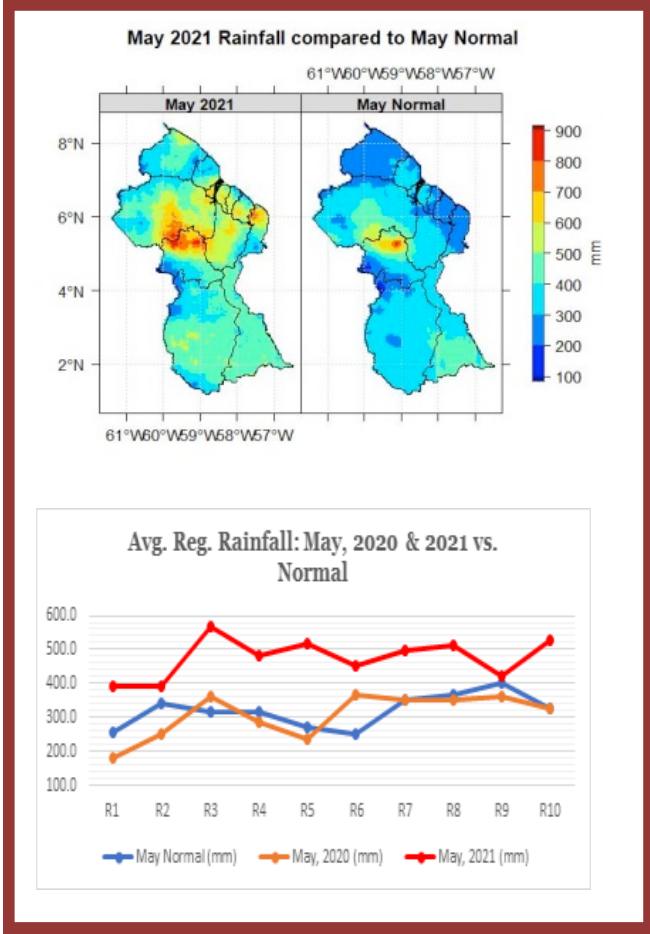 May 2021 Rainfall compared to May Normal
61°W60°W59°W58°W57°W
May 2021 May Normal
8°N
6°N
4°N
2°N
61°W60°W59°W58°W57°W
900
800
700
600
500
400
300
200
100
mm
Avg. Reg. Rainfall: May, 2020 & 2021 vs.
Normal
600.0
500.0
400.0
300.0
200.0
100.0
R1 R2 R3 R4 R5 R6 R7 R8 R9 R10
May Normal (mm) May, 2020 (mm) May, 2021 (mm)